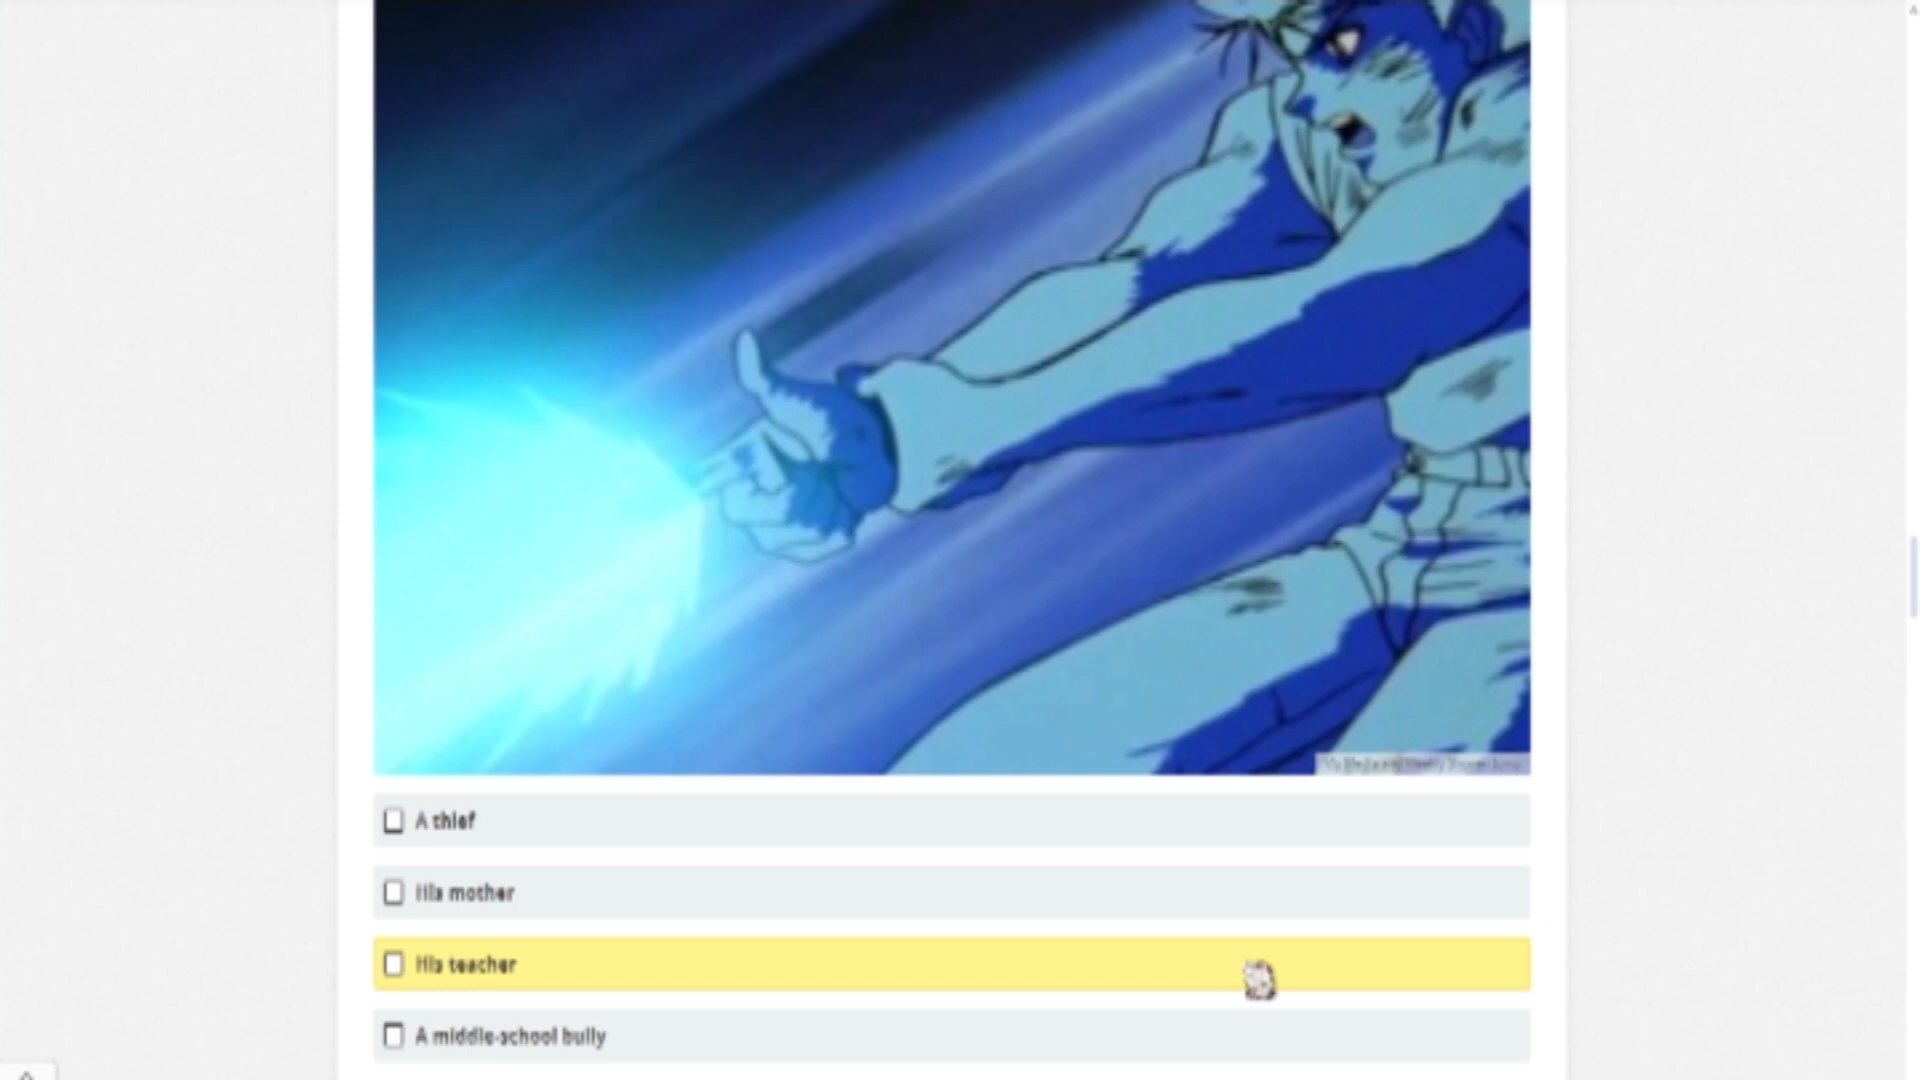 A thief
His mother
His teacher
A middle-school bully